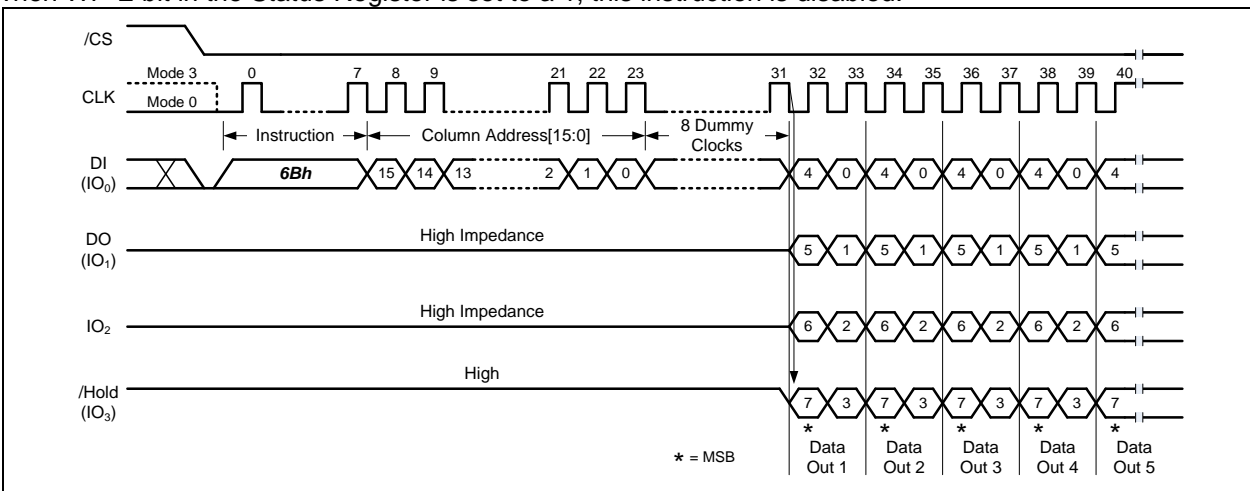 when WP-E bit in the Status Register is set to a 1, this instruction is disabled.
/CS
Mode 3 0 7 8 9 21 22 23 31 32 33 34 35 36 37 38 39 40
CLK
Mode 0
Instruction Column Address[15:0] 8 Dummy Clocks
DI (IO0) 6Bh 15 14 13 2 1 0 4 0 4 0 4 0 4 0 4
High Impedance
DO (IO1) 5 1 5 1 5 1 5 1 5
High Impedance
IO2 6 2 6 2 6 2 6 2 6
High
/Hold (IO3) 7 3 7 3 7 3 7 3 7
* * * * *
* = MSB
Data Out 1 Data Out 2 Data Out 3 Data Out 4 Data Out 5